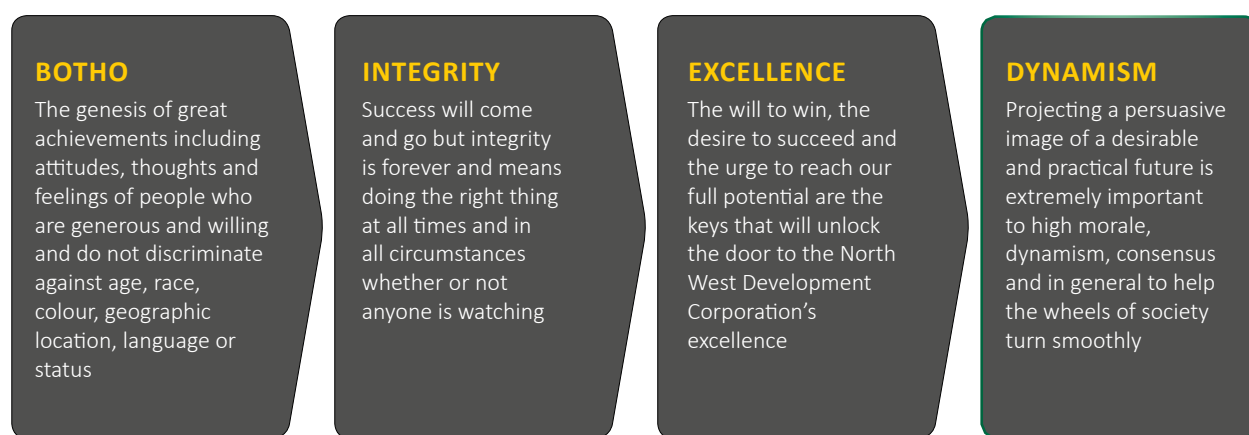 BOTHO
The genesis of great
achievements including
attitudes, thoughts and
feelings of people who
are generous and willing
and do not discriminate
against age, race,
colour, geographic
location, language or
status
INTEGRITY
Success will come
and go but integrity
is forever and means
doing the right thing
at all times and in
all circumstances
whether or not
anyone is watching
EXCELLENCE
The will to win, the
desire to succeed and
the urge to reach our
full potential are the
keys that will unlock
the door to the North
West Development
Corporation’s
excellence
DYNAMISM
Projecting a persuasive
image of a desirable
and practical future is
extremely important
to high morale,
dynamism, consensus
and in general to help
the wheels of society
turn smoothly